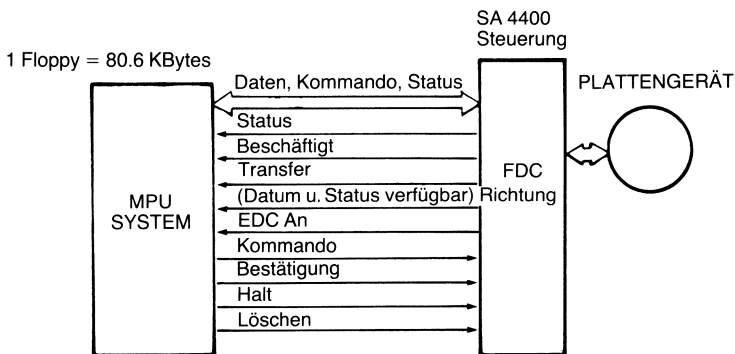 SA 4400
Steuerung
1 Floppy = 80.6 KBytes
Daten, Kommando, Status
PLATTENGERÄT
Status
Beschäftigt
Transfer
FDC
(Datum u. Status verfügbar) Richtung
MPU
SYSTEM
EDC An
Kommando
Bestätigung
Halt
Löschen